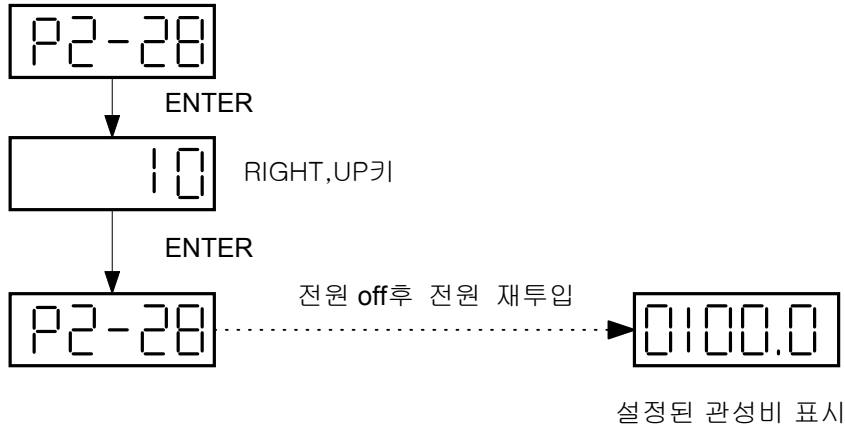 P2-28
ENTER
10
RIGHT,UP키
ENTER
P2-28
전원 off후 전원 재투입
0100.0
설정된 관성비 표시